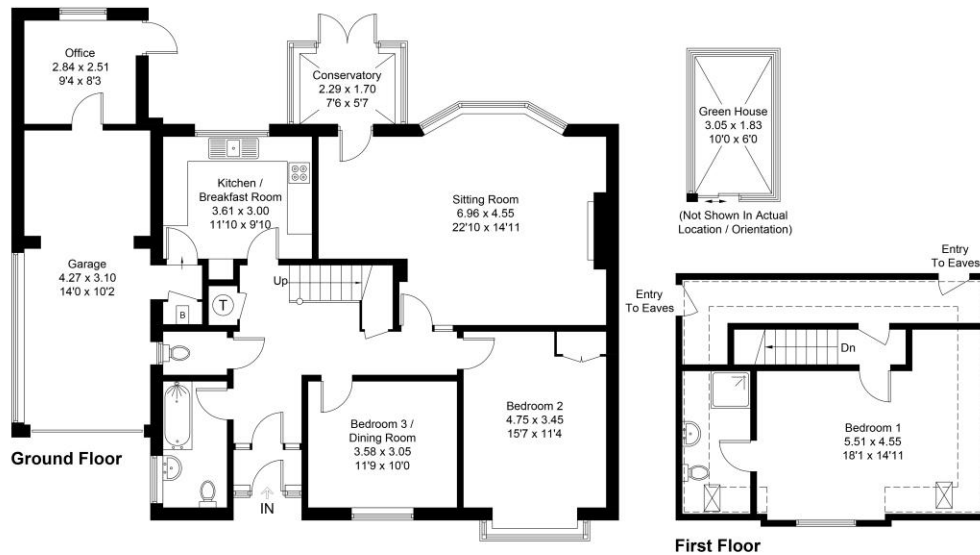 Office
2.84 x 2.51
9'4 x 8'3
Conservatory
2.29 x 1.70
7'6 x 5'7
Green House
3.05 x 1.83
10'0 x 6'0
(Not Shown In Actual
Location / Orientation)
Kitchen /
Breakfast Room
3.61 x 3.00
11'10 x 9'10
Sitting Room
6.96 x 4.55
22'10 x 14'11
Garage
4.27 x 3.10
14'0 x 10'2
Up
T
B
Bedroom 3 /
Dining Room
3.58 x 3.05
11'9 x 10'0
Bedroom 2
4.75 x 3.45
15'7 x 11'4
IN
Ground Floor
Entry
To Eaves
Entry
To Eaves
Dn
Bedroom 1
5.51 x 4.55
18'1 x 14'11
First Floor